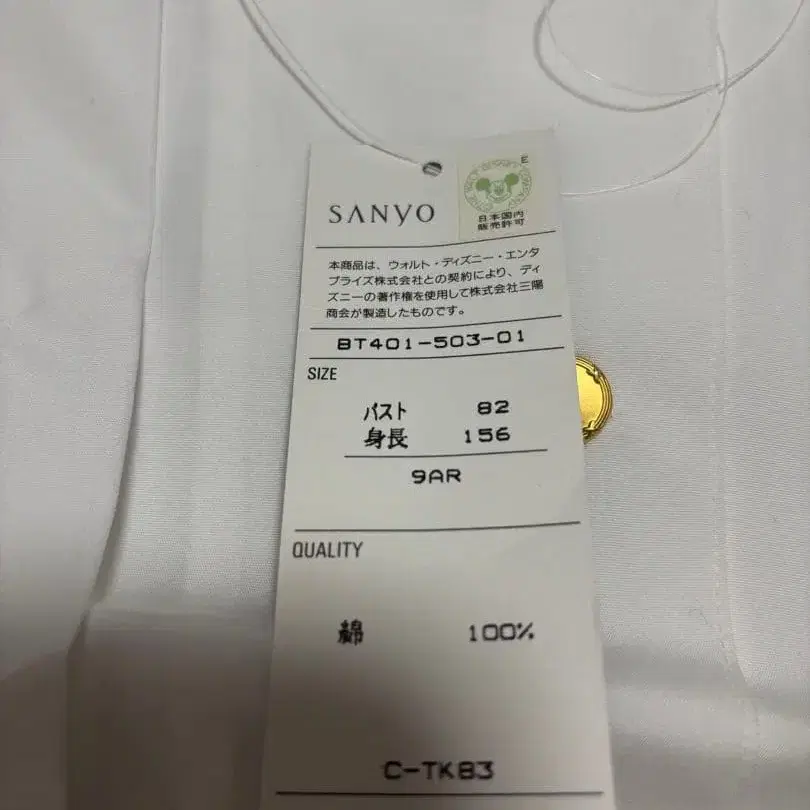 SANYO
E
日本国内
販売許可
本商品は、ウォルト・ディズニー・エンタ
プライズ株式会社との契約により、ディ
ズニーの著作権を使用して株式会社三陽
商会が製造したものです。
BT401-503-01
SIZE
バスト 82
身長 156
9AR
QUALITY
綿 100%
C-TK83